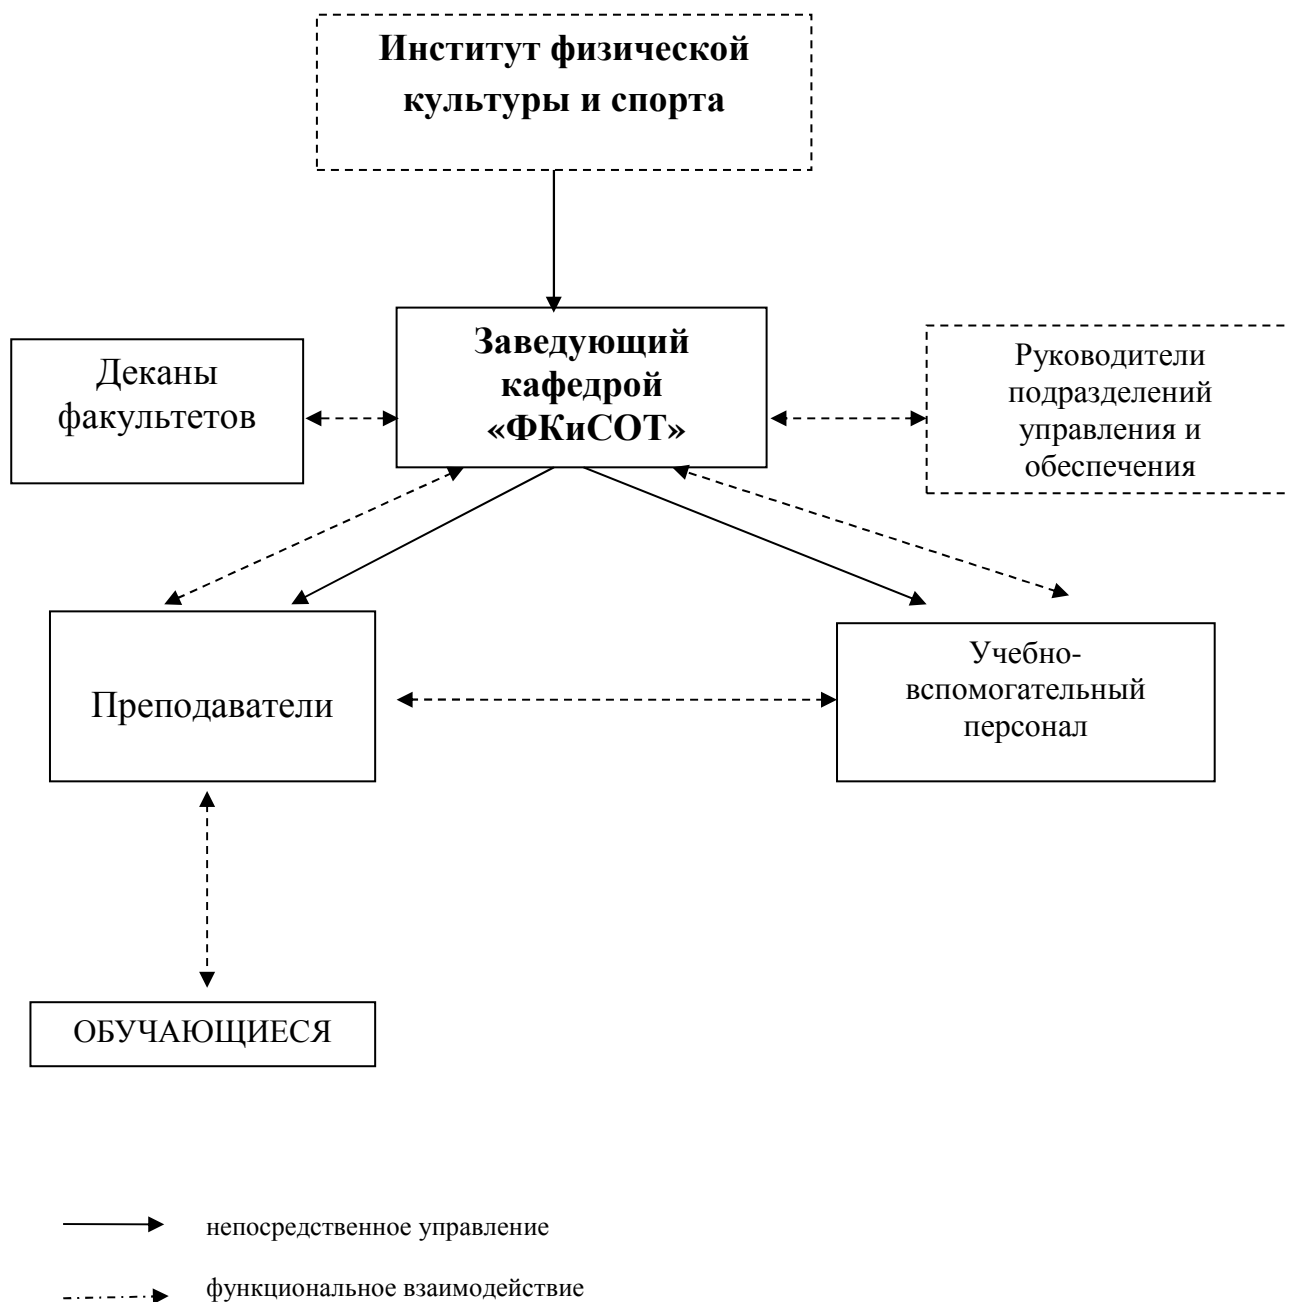 Институт физической
культуры и спорта
Заведующий
кафедрой
«ФКиСОТ»
Деканы
факультетов
Руководители
подразделений
управления и
обеспечения
Преподаватели
Учебно-
вспомогательный
персонал
ОБУЧАЮЩИЕСЯ
непосредственное управление
функциональное взаимодействие